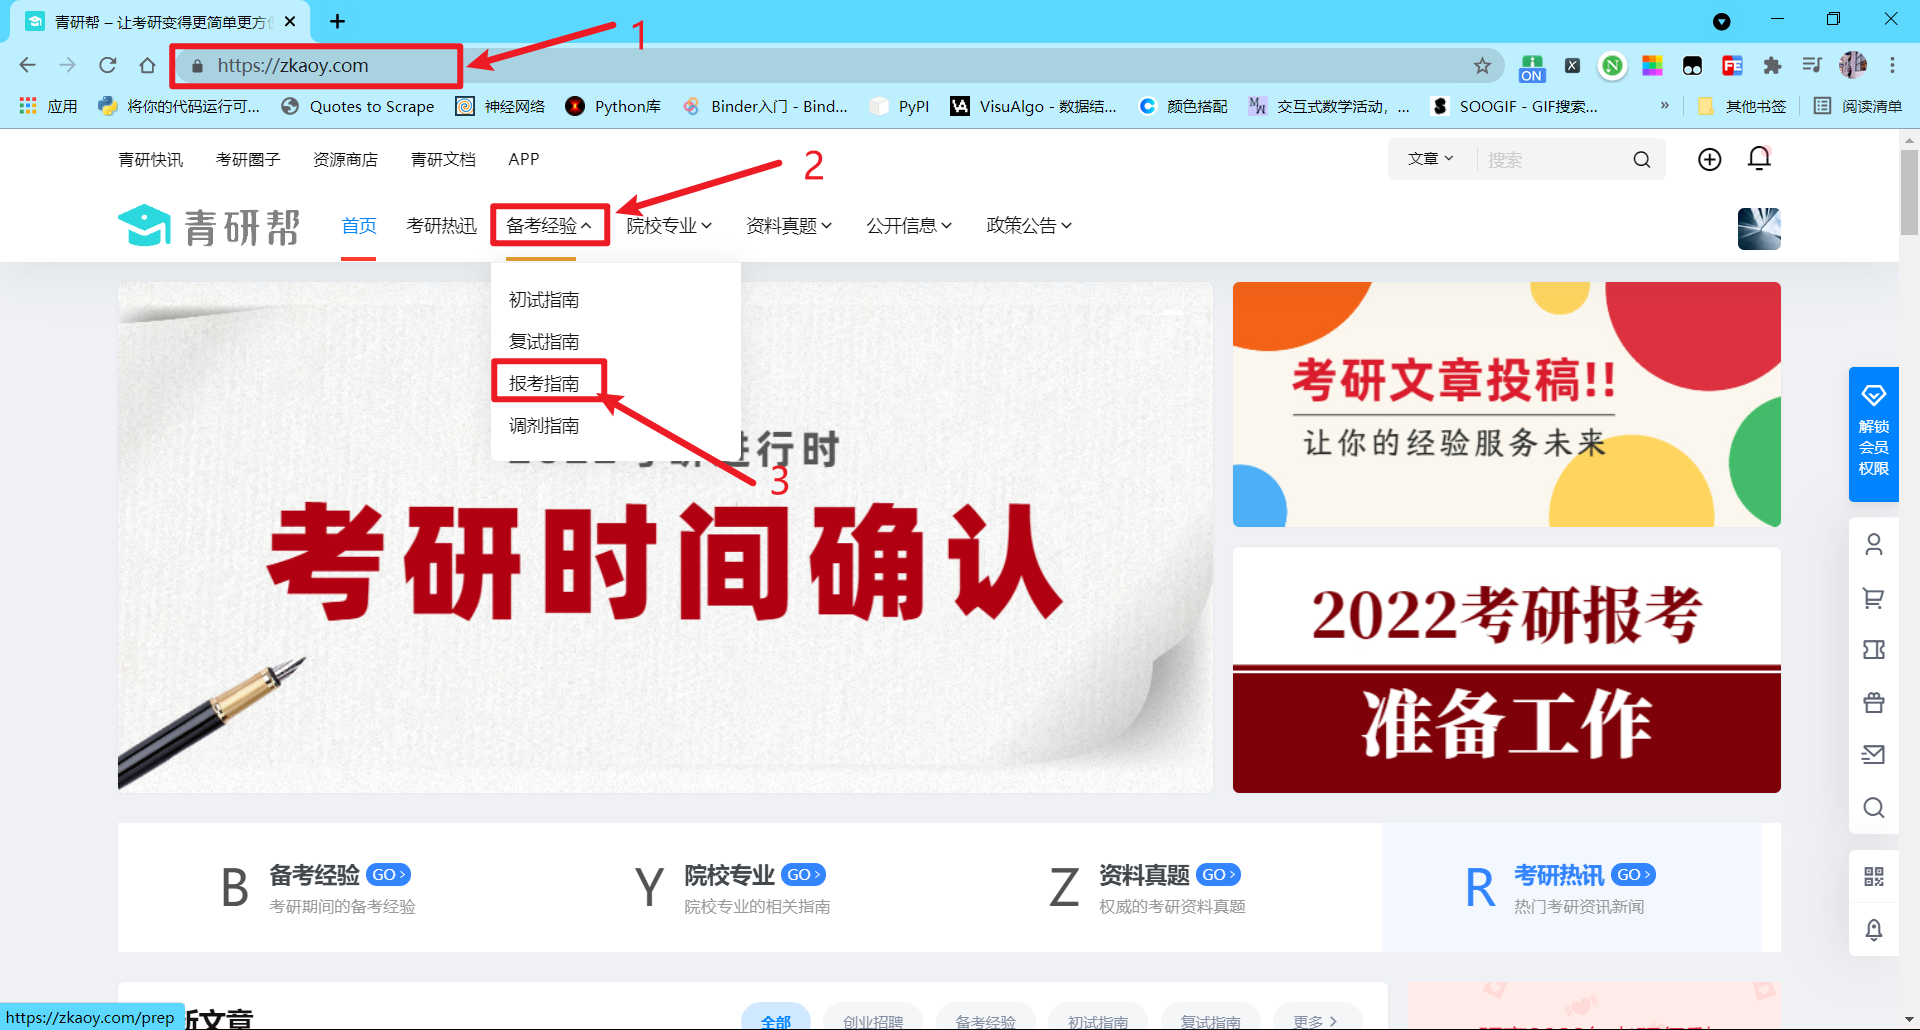 青研帮 – 让考研变得更简单更方
1
https://zkaoy.com
ON
应用
将你的代码运行可...
Quotes to Scrape
神经网络
Python库
Binder入门 - Bind...
PyPI
VisuAlgo - 数据结...
颜色搭配
交互式数学活动，...
SOOGIF - GIF搜索...
»
其他书签
阅读清单
青研快讯
考研圈子
资源商店
青研文档
APP
2
文章
搜索
青研帮
首页
考研热迅
备考经验
院校专业
资料真题
公开信息
政策公告
初试指南
复试指南
报考指南
调剂指南
3
行时
考研时间确认
考研文章投稿!!
让你的经验服务未来
解锁
会员
权限
2022考研报考
准备工作
B
备考经验 GO ›
考研期间的备考经验
Y
院校专业 GO ›
院校专业的相关指南
Z
资料真题 GO ›
权威的考研资料真题
R
考研热讯 GO ›
热门考研资讯新闻
https://zkaoy.com/prep
新文章
全部
创业招聘
备考经验
初试指南
复试指南
更多